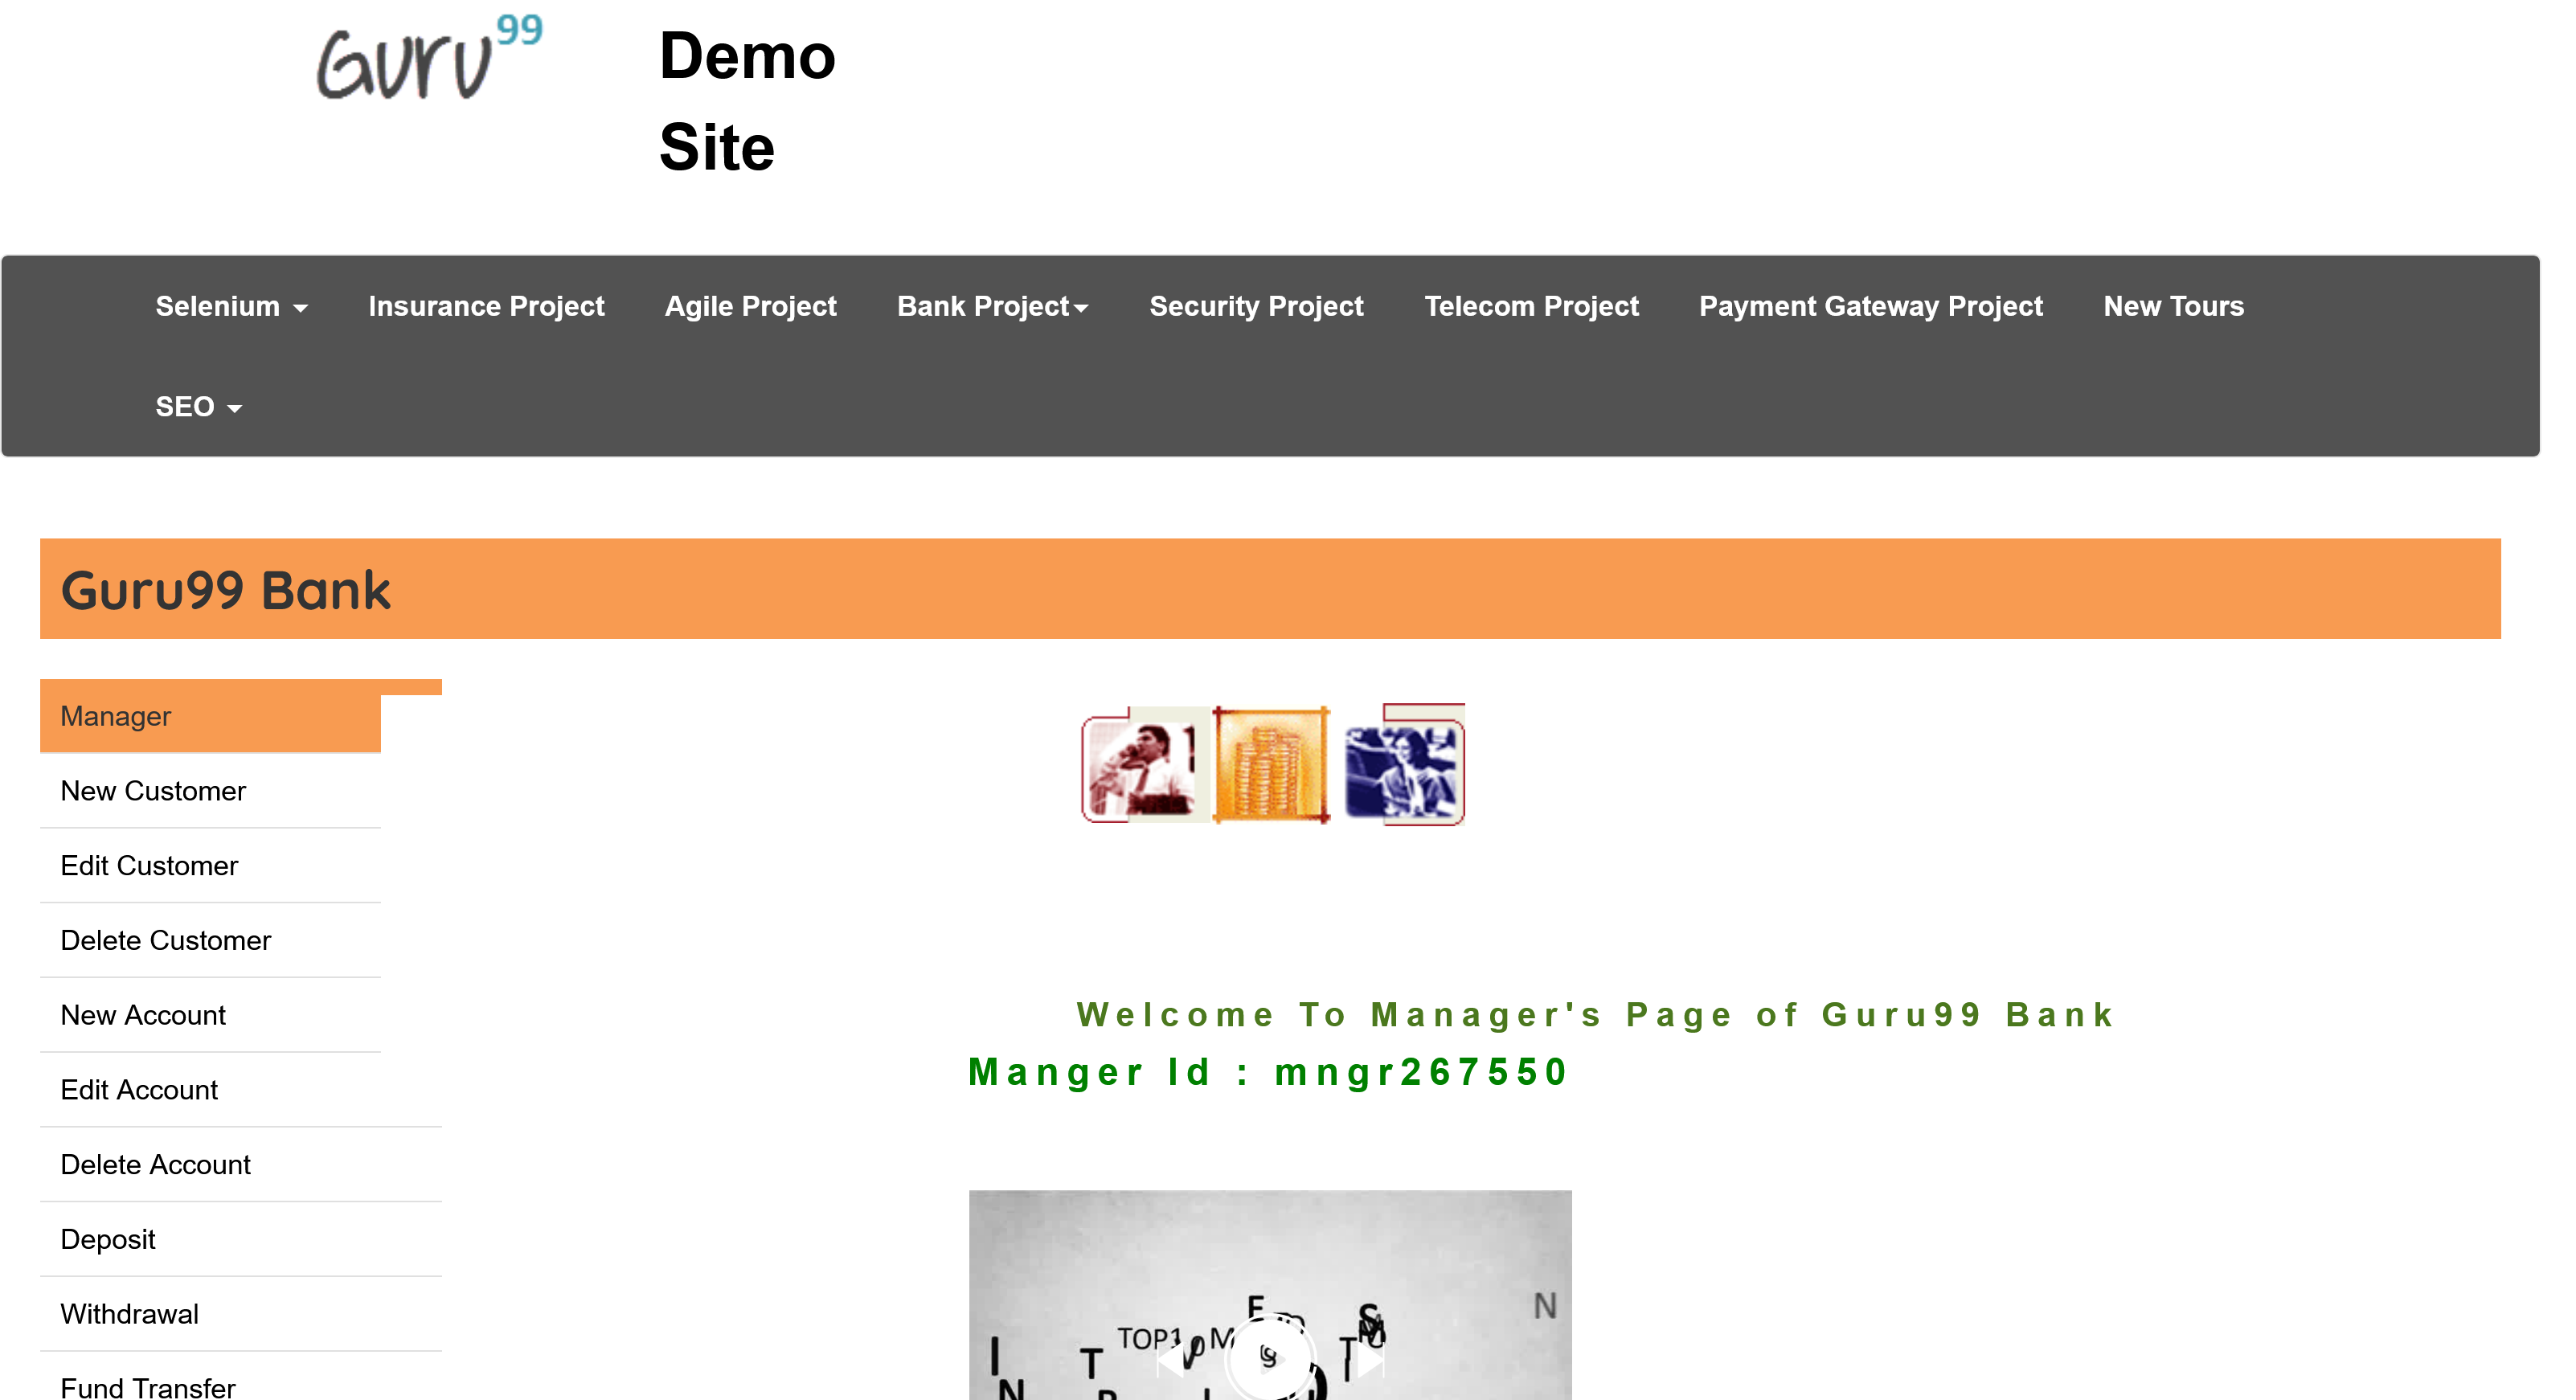 Guru99
Demo
Site
Selenium
Insurance Project
Agile Project
Bank Project
Security Project
Telecom Project
Payment Gateway Project
New Tours
SEO
Guru99 Bank
Manager
New Customer
Edit Customer
Delete Customer
New Account
Edit Account
Delete Account
Deposit
Withdrawal
Fund Transfer
Welcome To Manager's Page of Guru99 Bank
Manger Id : mngr267550
TOP10